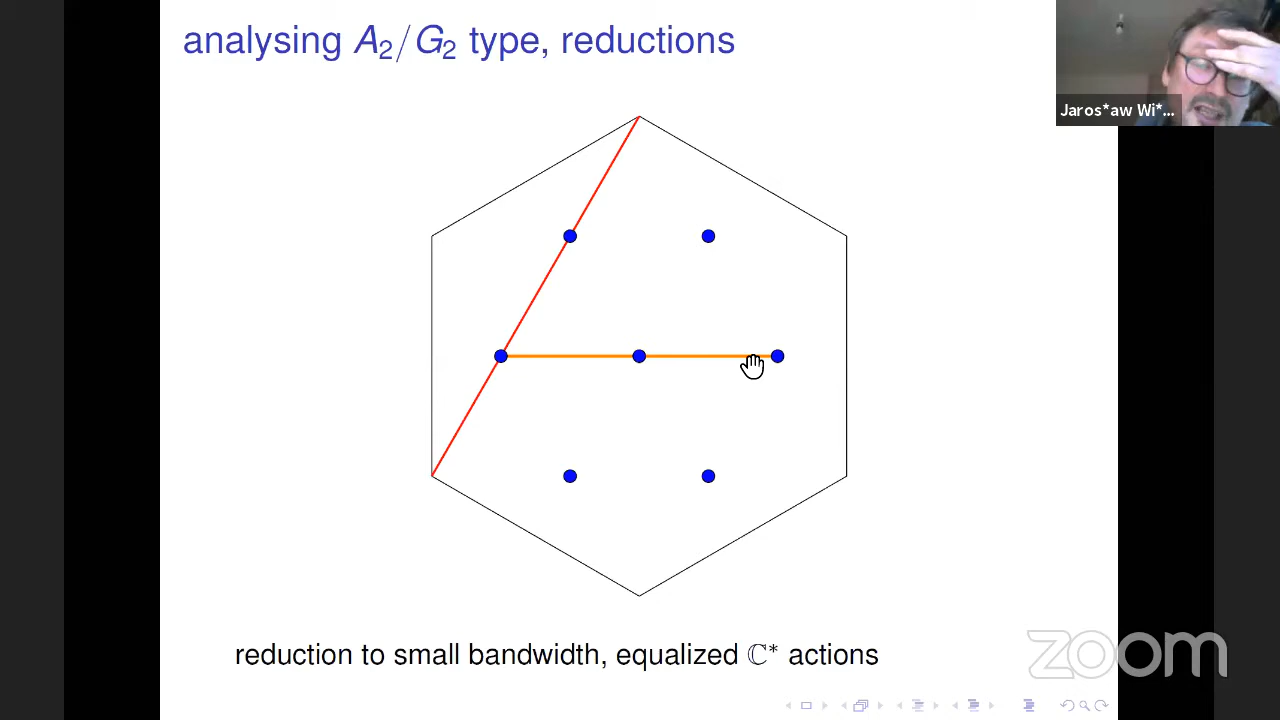 analysing A₂/G₂ type, reductions
Jaros*aw Wi*...
reduction to small bandwidth, equalized ℂ* actions
zoom